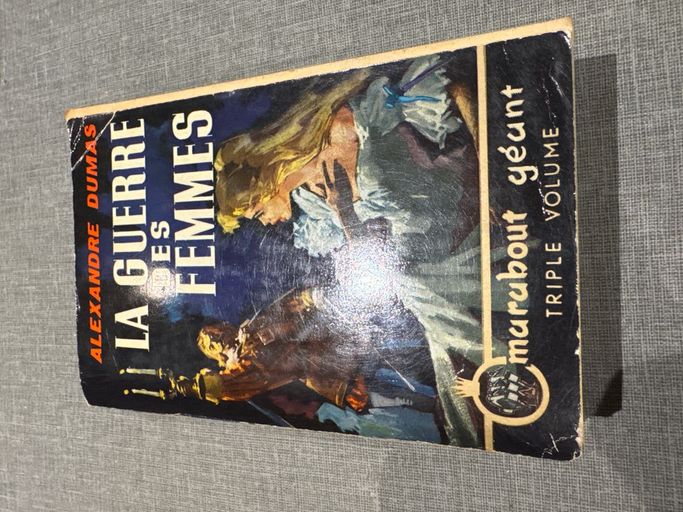 ALEXANDRE DUMAS
LA GUERRE
DES
FEMMES
marabout géant
TRIPLE VOLUME